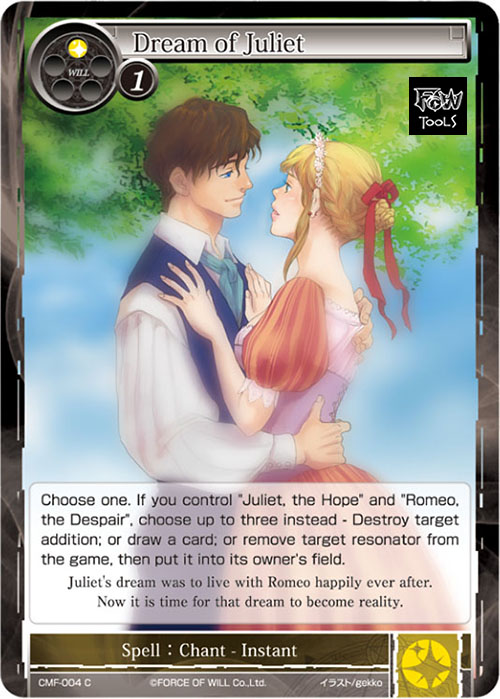 Dream of Juliet
WILL
1
FOW
TOOLS
Choose one. If you control "Juliet, the Hope" and "Romeo,
the Despair", choose up to three instead - Destroy target
addition; or draw a card; or remove target resonator from
the game, then put it into its owner's field.
Juliet's dream was to live with Romeo happily ever after.
Now it is time for that dream to become reality.
Spell : Chant - Instant
CMF-004 C ©FORCE OF WILL Co.,Ltd. イラスト/gekko